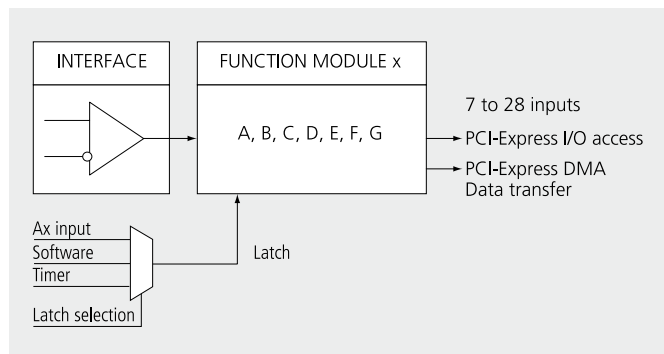 INTERFACE
FUNCTION MODULE x
A, B, C, D, E, F, G
7 to 28 inputs
PCI-Express I/O access
PCI-Express DMA
Data transfer
Ax input
Software
Timer
Latch selection
Latch